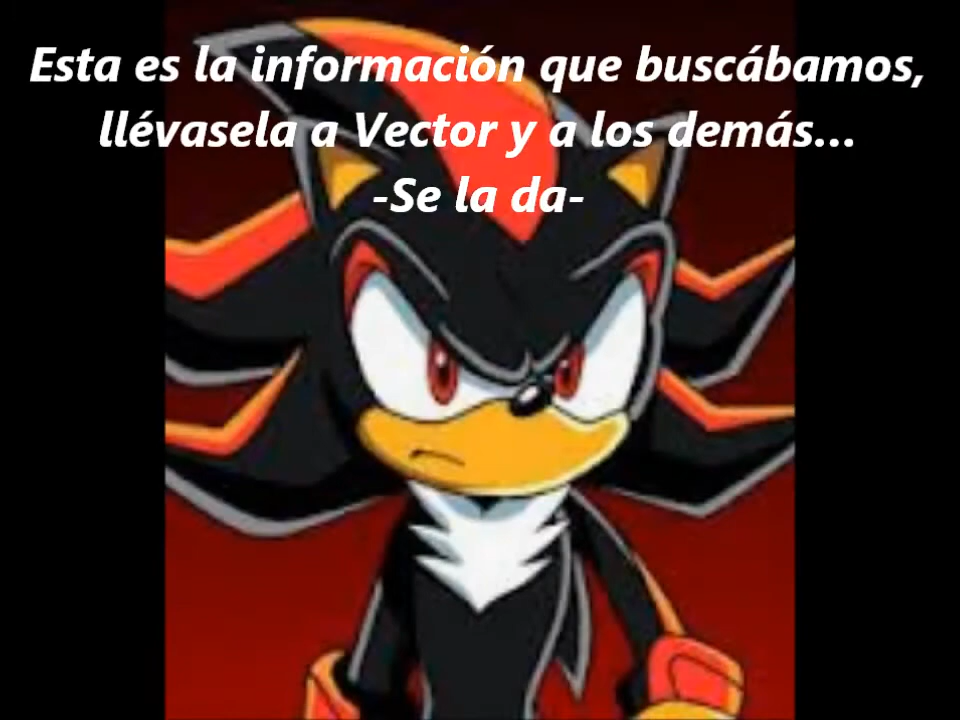 Esta es la información que buscábamos,
llévasela a Vector y a los demás...
-Se la da-